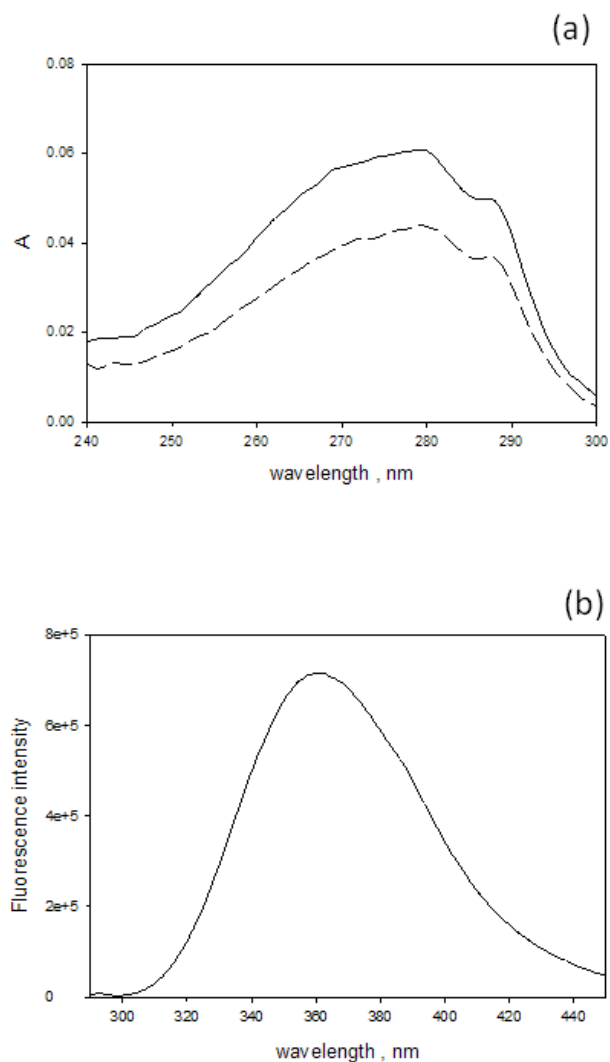 (a)
0.08
0.06
0.04
0.02
0.00
A
240 250 260 270 280 290 300
wavelength , nm
(b)
8e+5
6e+5
4e+5
2e+5
0
Fluorescence intensity
300 320 340 360 380 400 420 440
wavelength, nm